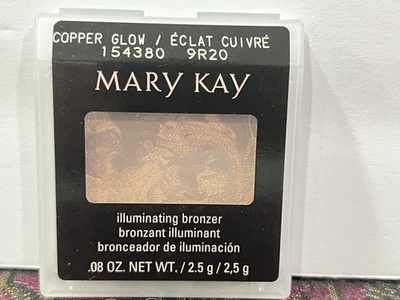 COPPER GLOW / ÉCLAT CUIVRÉ
154380 9R20
MARY KAY
illuminating bronzer
bronzant illuminant
bronceador de iluminación
.08 OZ. NET WT. / 2.5 g / 2,5 g